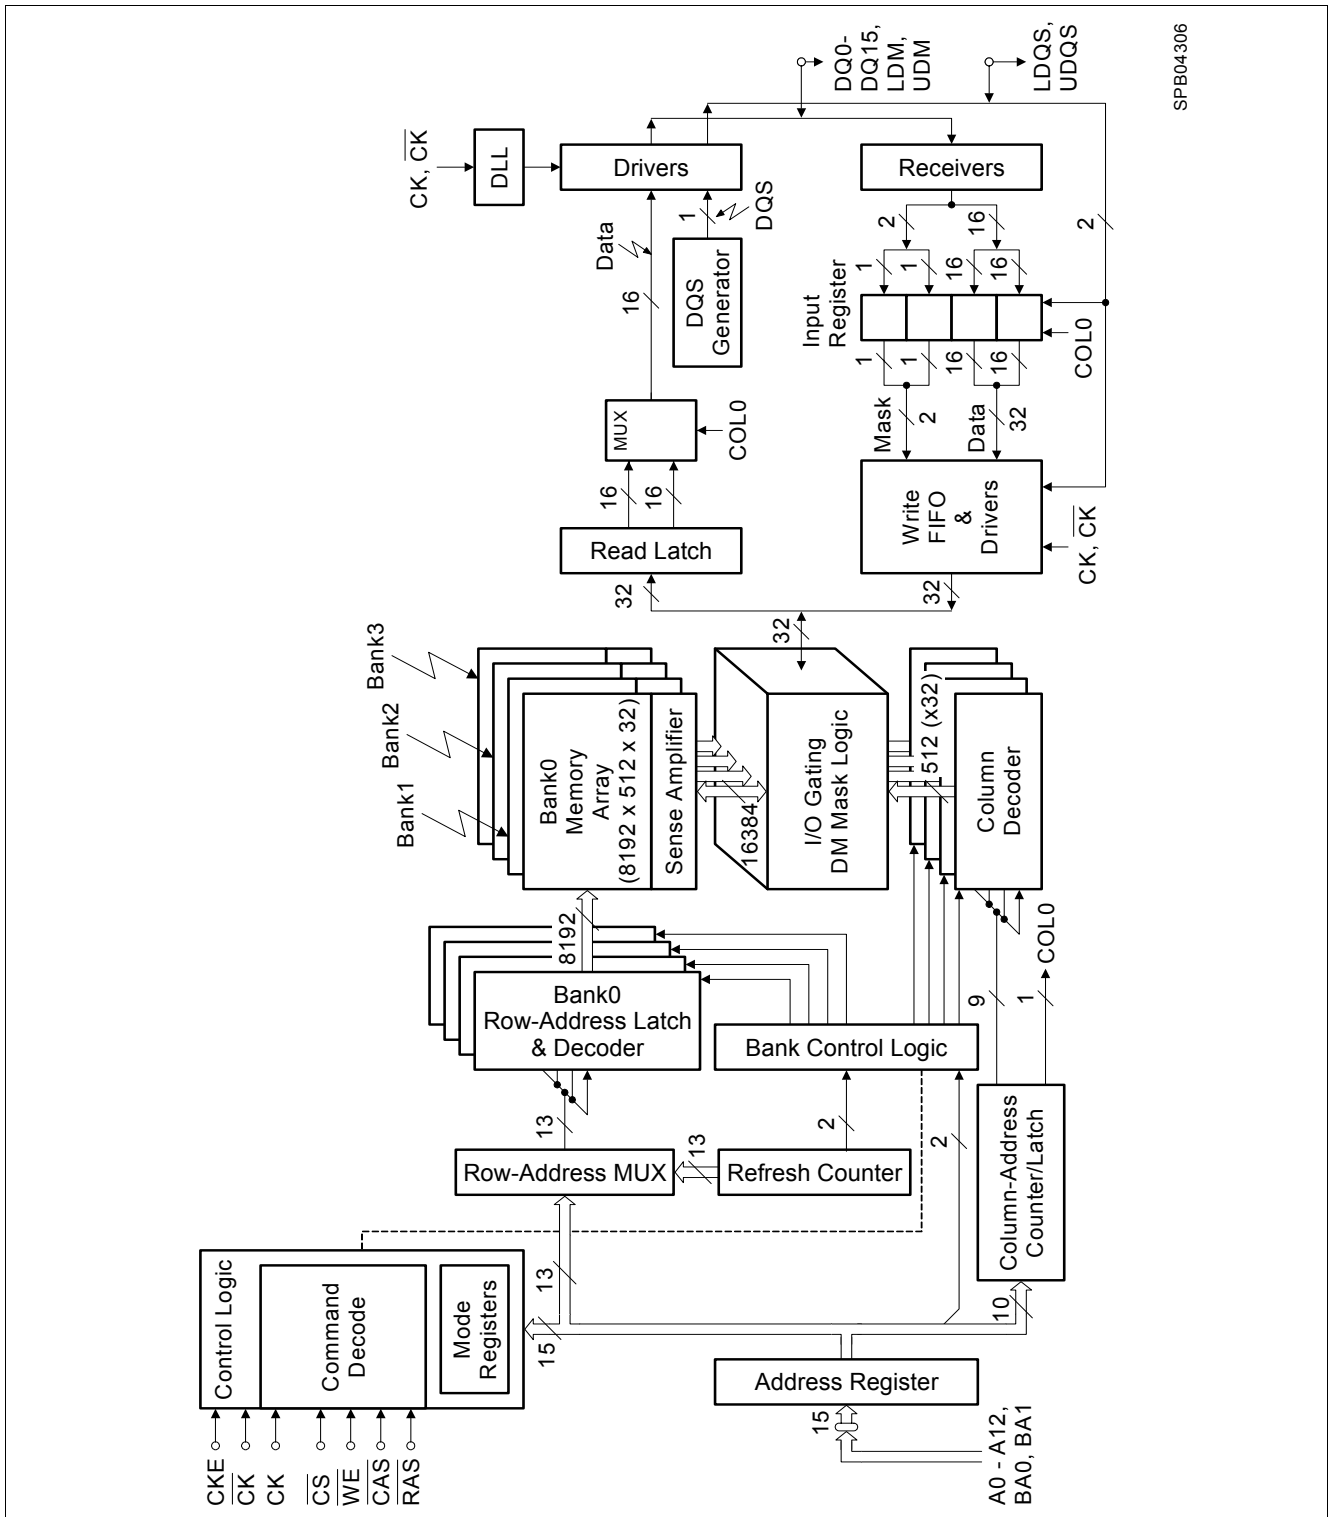 CKE
CK
CK
CS
WE
CAS
RAS
Control Logic
Command
Decode
Mode
Registers
15
A0 - A12,
BA0, BA1
15
Address Register
13
10
2
Row-Address MUX
13
Refresh Counter
2
13
Column-Address
Counter/Latch
9
1
COL0
Bank0
Row-Address Latch
& Decoder
Bank Control Logic
8192
Bank1
Bank2
Bank3
Bank0
Memory
Array
(8192 x 512 x 32)
Sense Amplifier
16384
I/O Gating
DM Mask Logic
512 (x32)
Column
Decoder
32
32
32
Read Latch
16
16
MUX
COL0
16
Data
DQS
Generator
1
DQS
CK, CK
DLL
Drivers
Write
FIFO
&
Drivers
CK, CK
Mask
2
Data
32
1
1
16
16
Input
Register
COL0
1
1
16
16
2
16
Receivers
2
DQ0-
DQ15,
LDM,
UDM
LDQS,
UDQS
SPB04306